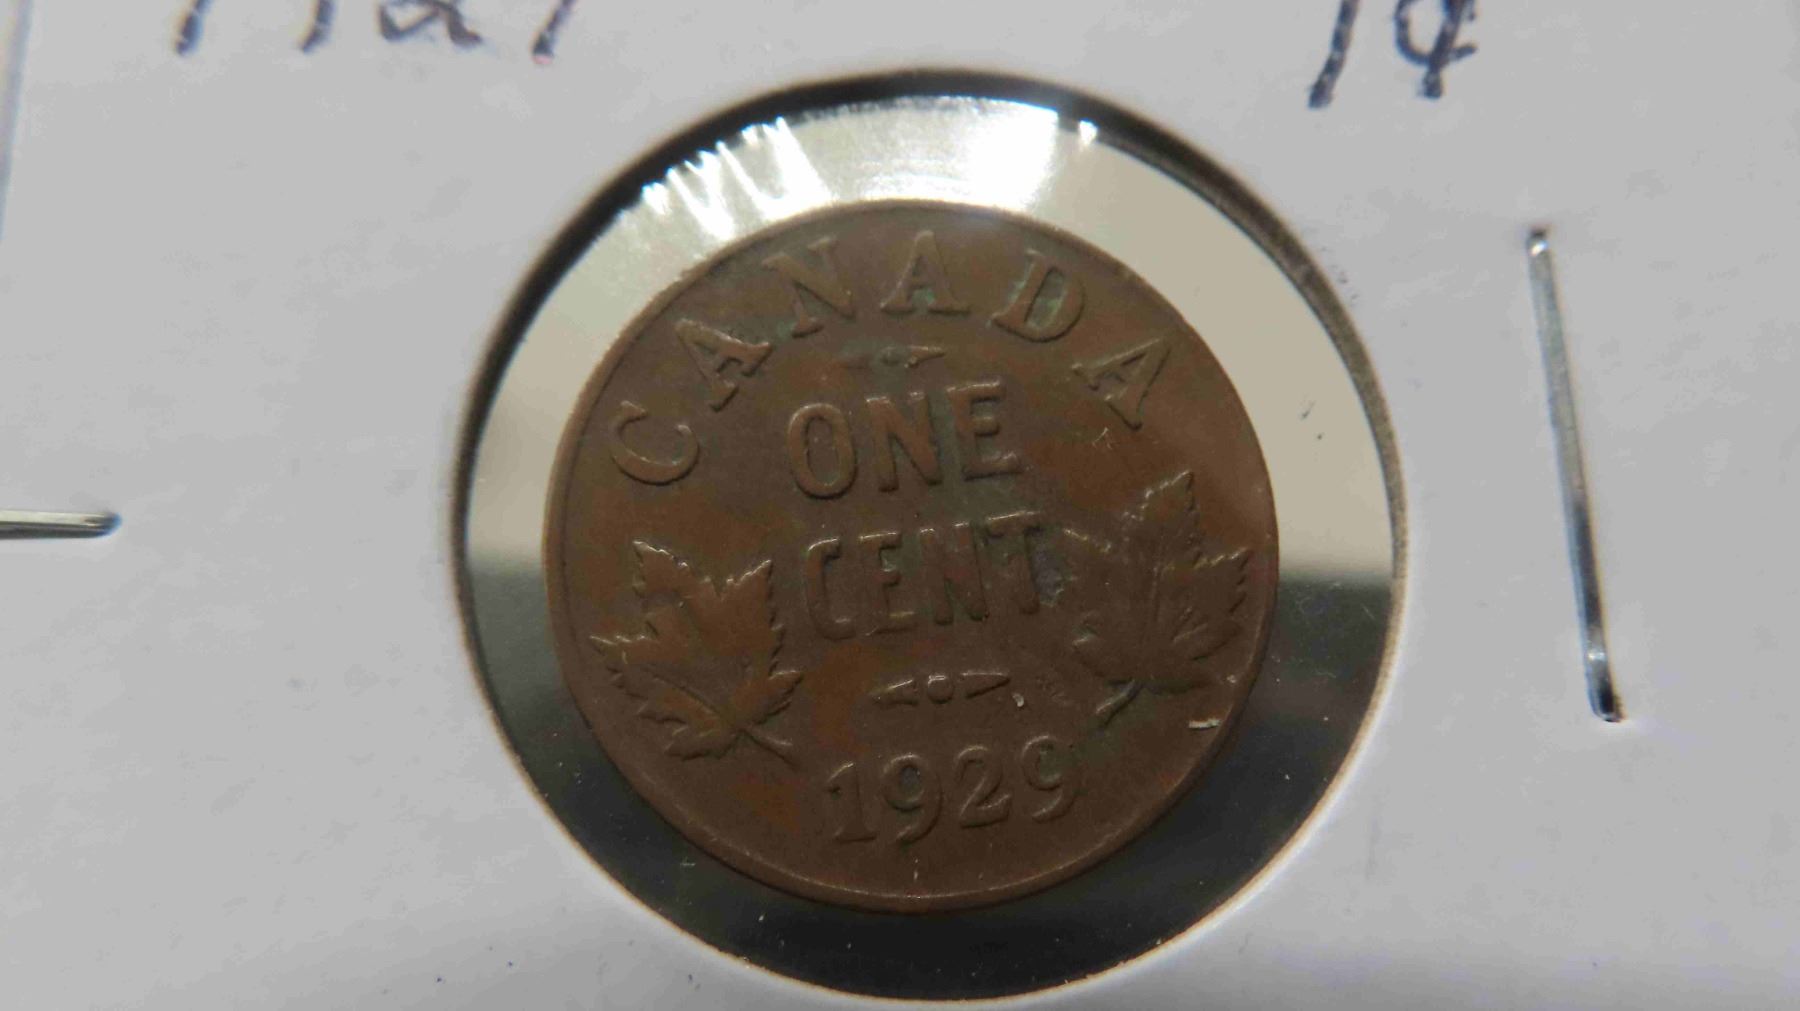 1¢
CANADA
ONE
CENT
1929